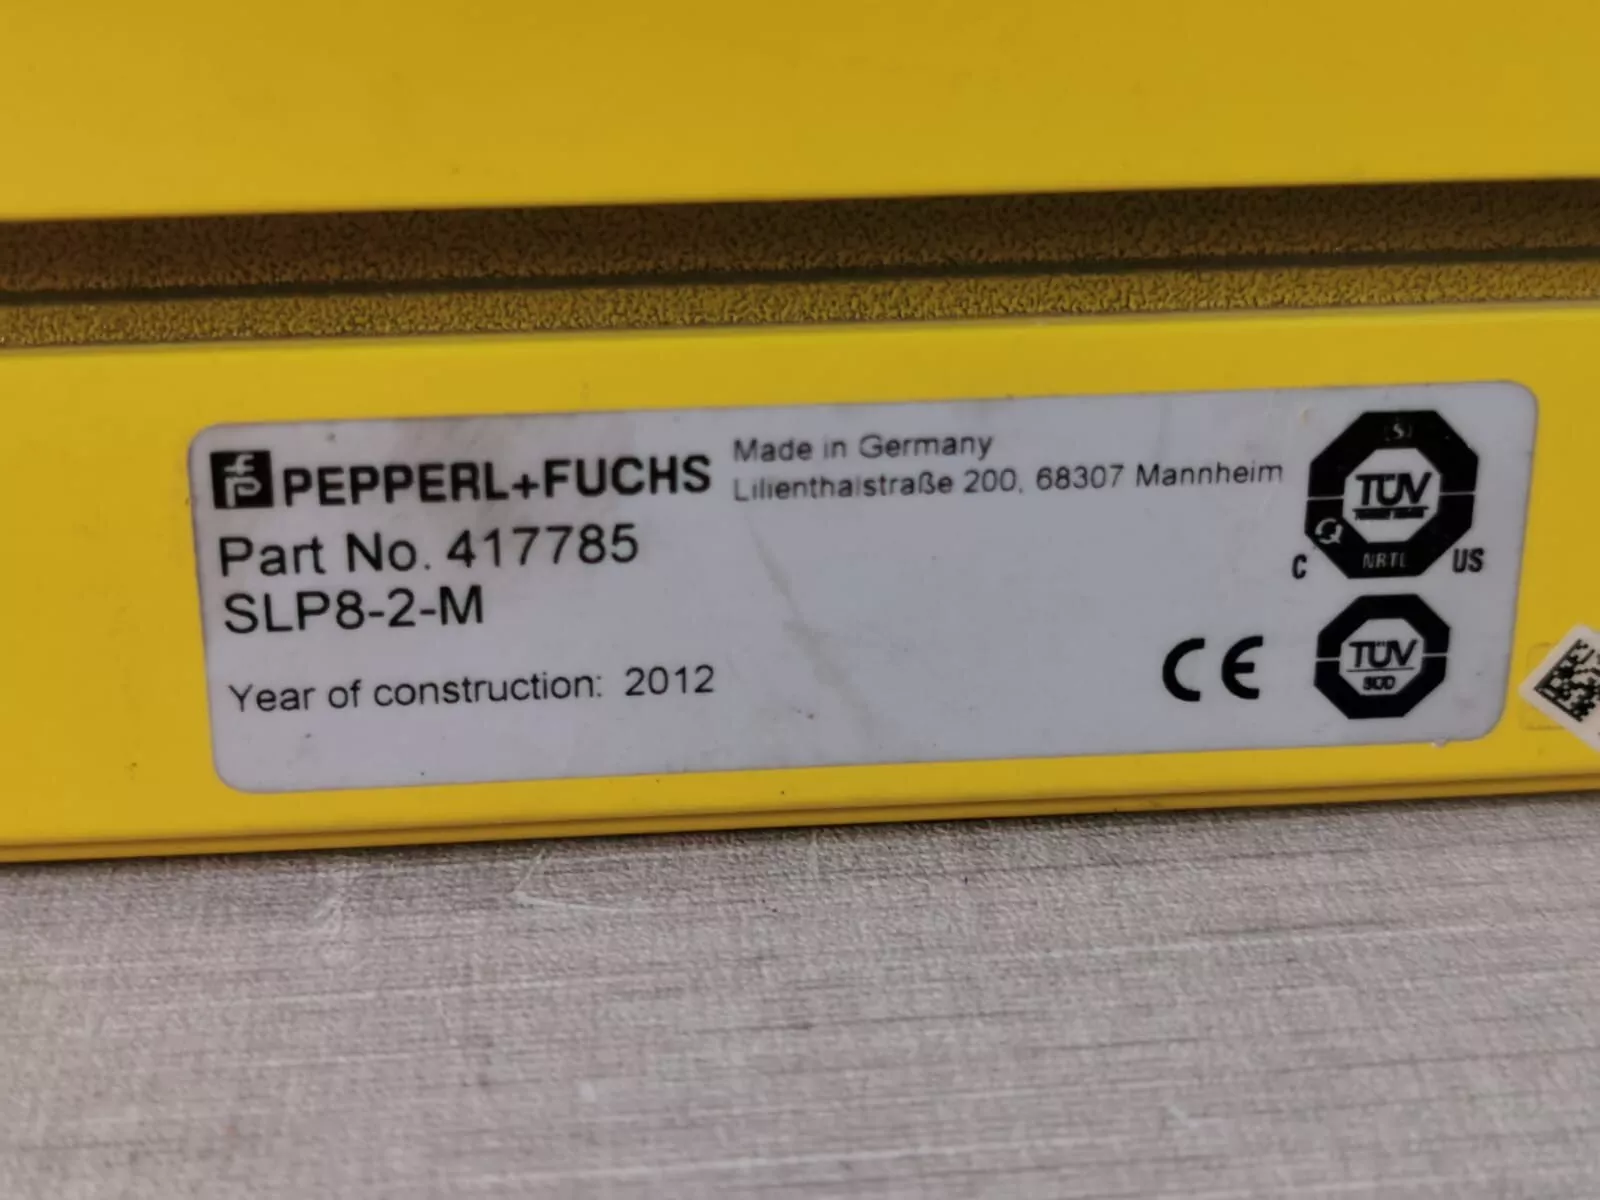 PEPPERL+FUCHS
Made in Germany
Lilienthalstraße 200, 68307 Mannheim
Part No. 417785
SLP8-2-M
Year of construction: 2012
TÜV
NRTL
C US
CE
TÜV
SÜD